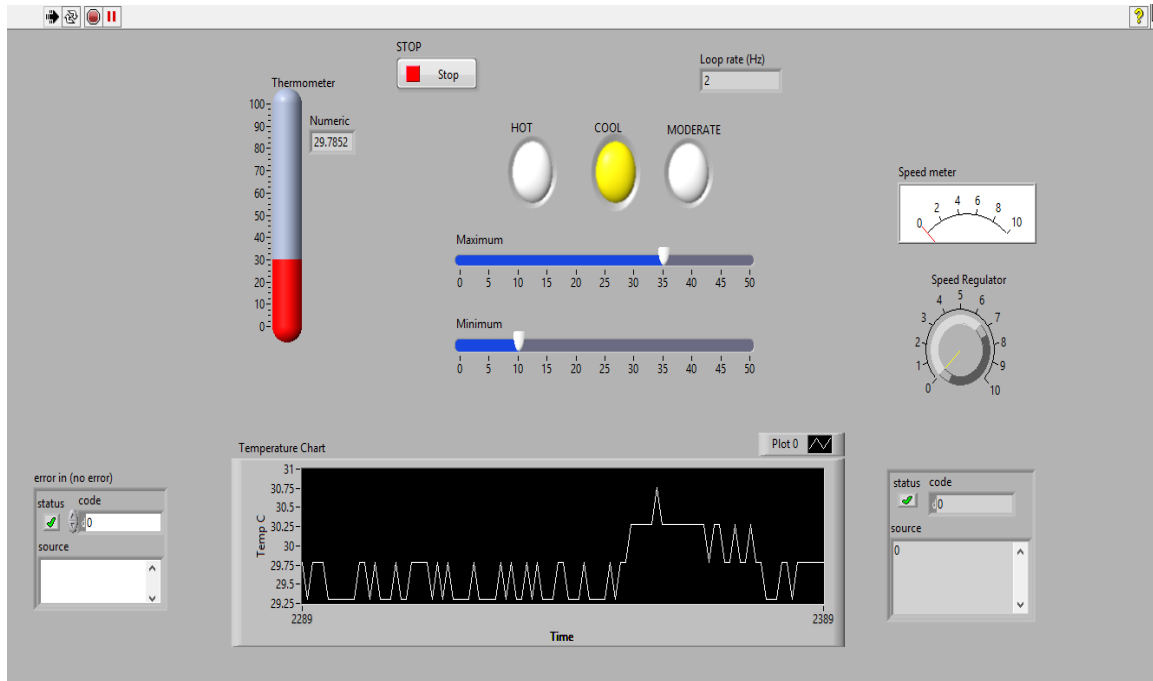 ?
STOP
Stop
Loop rate (Hz)
2
Thermometer
100
90
80
70
60
50
40
30
20
10
0
Numeric
29.7852
HOT
COOL
MODERATE
Speed meter
0 2 4 6 8 10
Maximum
0 5 10 15 20 25 30 35 40 45 50
Speed Regulator
0 1 2 3 4 5 6 7 8 9 10
Minimum
0 5 10 15 20 25 30 35 40 45 50
Temperature Chart
Plot 0
31
30.75
30.5
30.25
30
29.75
29.5
29.25
Temp C
2289
2389
Time
error in (no error)
status code
d0
source
status code
d0
source
0